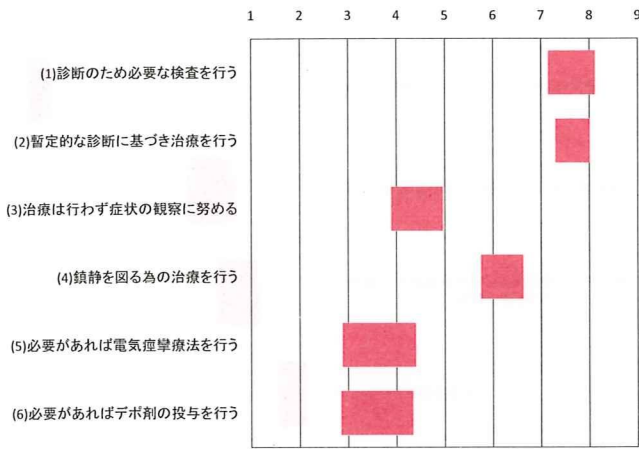 1 2 3 4 5 6 7 8 9
(1)診断のため必要な検査を行う
(2)暫定的な診断に基づき治療を行う
(3)治療は行わず症状の観察に努める
(4)鎮静を図る為の治療を行う
(5)必要があれば電気痙攣療法を行う
(6)必要があればデポ剤の投与を行う